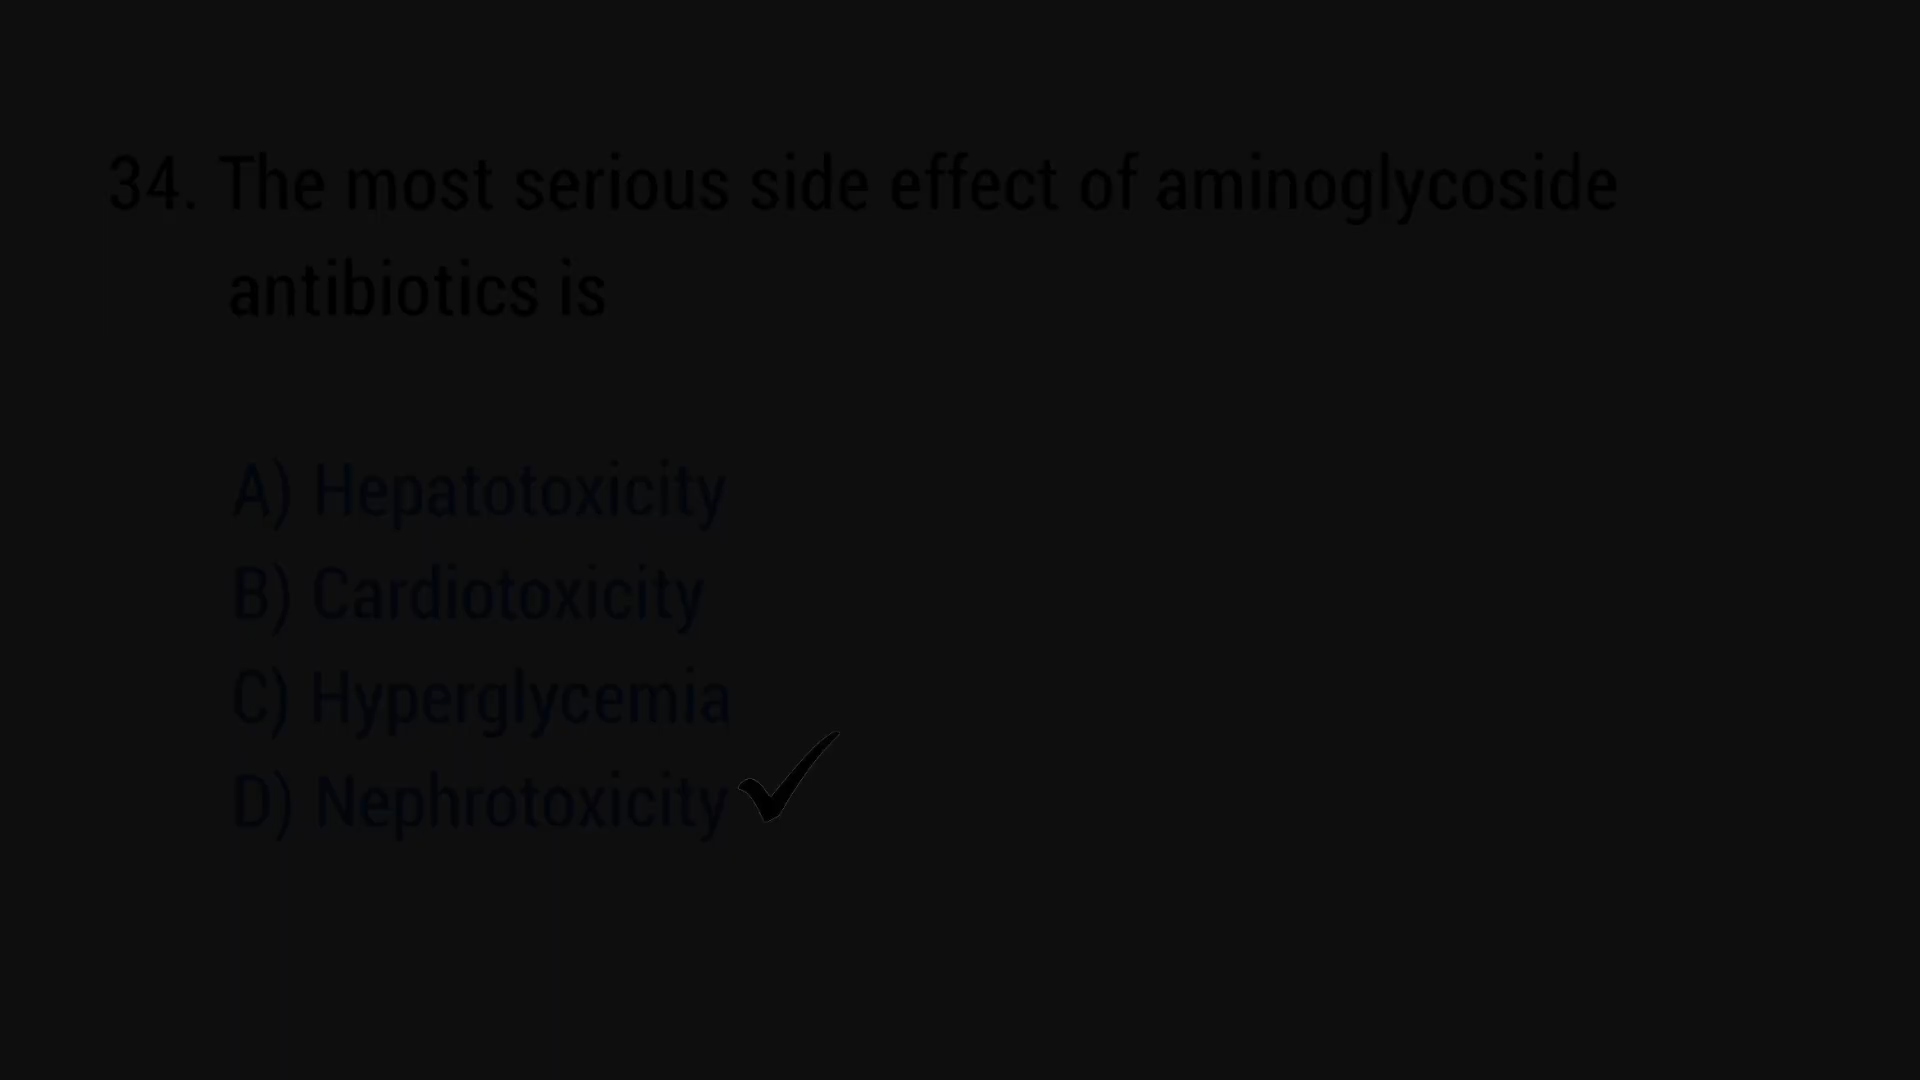 34. The most serious side effect of aminoglycoside
antibiotics is
A) Hepatotoxicity
B) Cardiotoxicity
C) Hyperglycemia
D) Nephrotoxicity